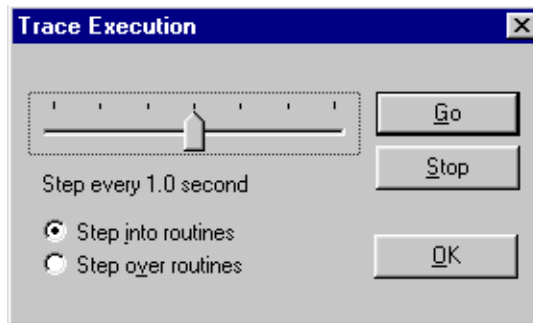 Trace Execution
Go
Stop
Step every 1.0 second
Step into routines
Step over routines
OK